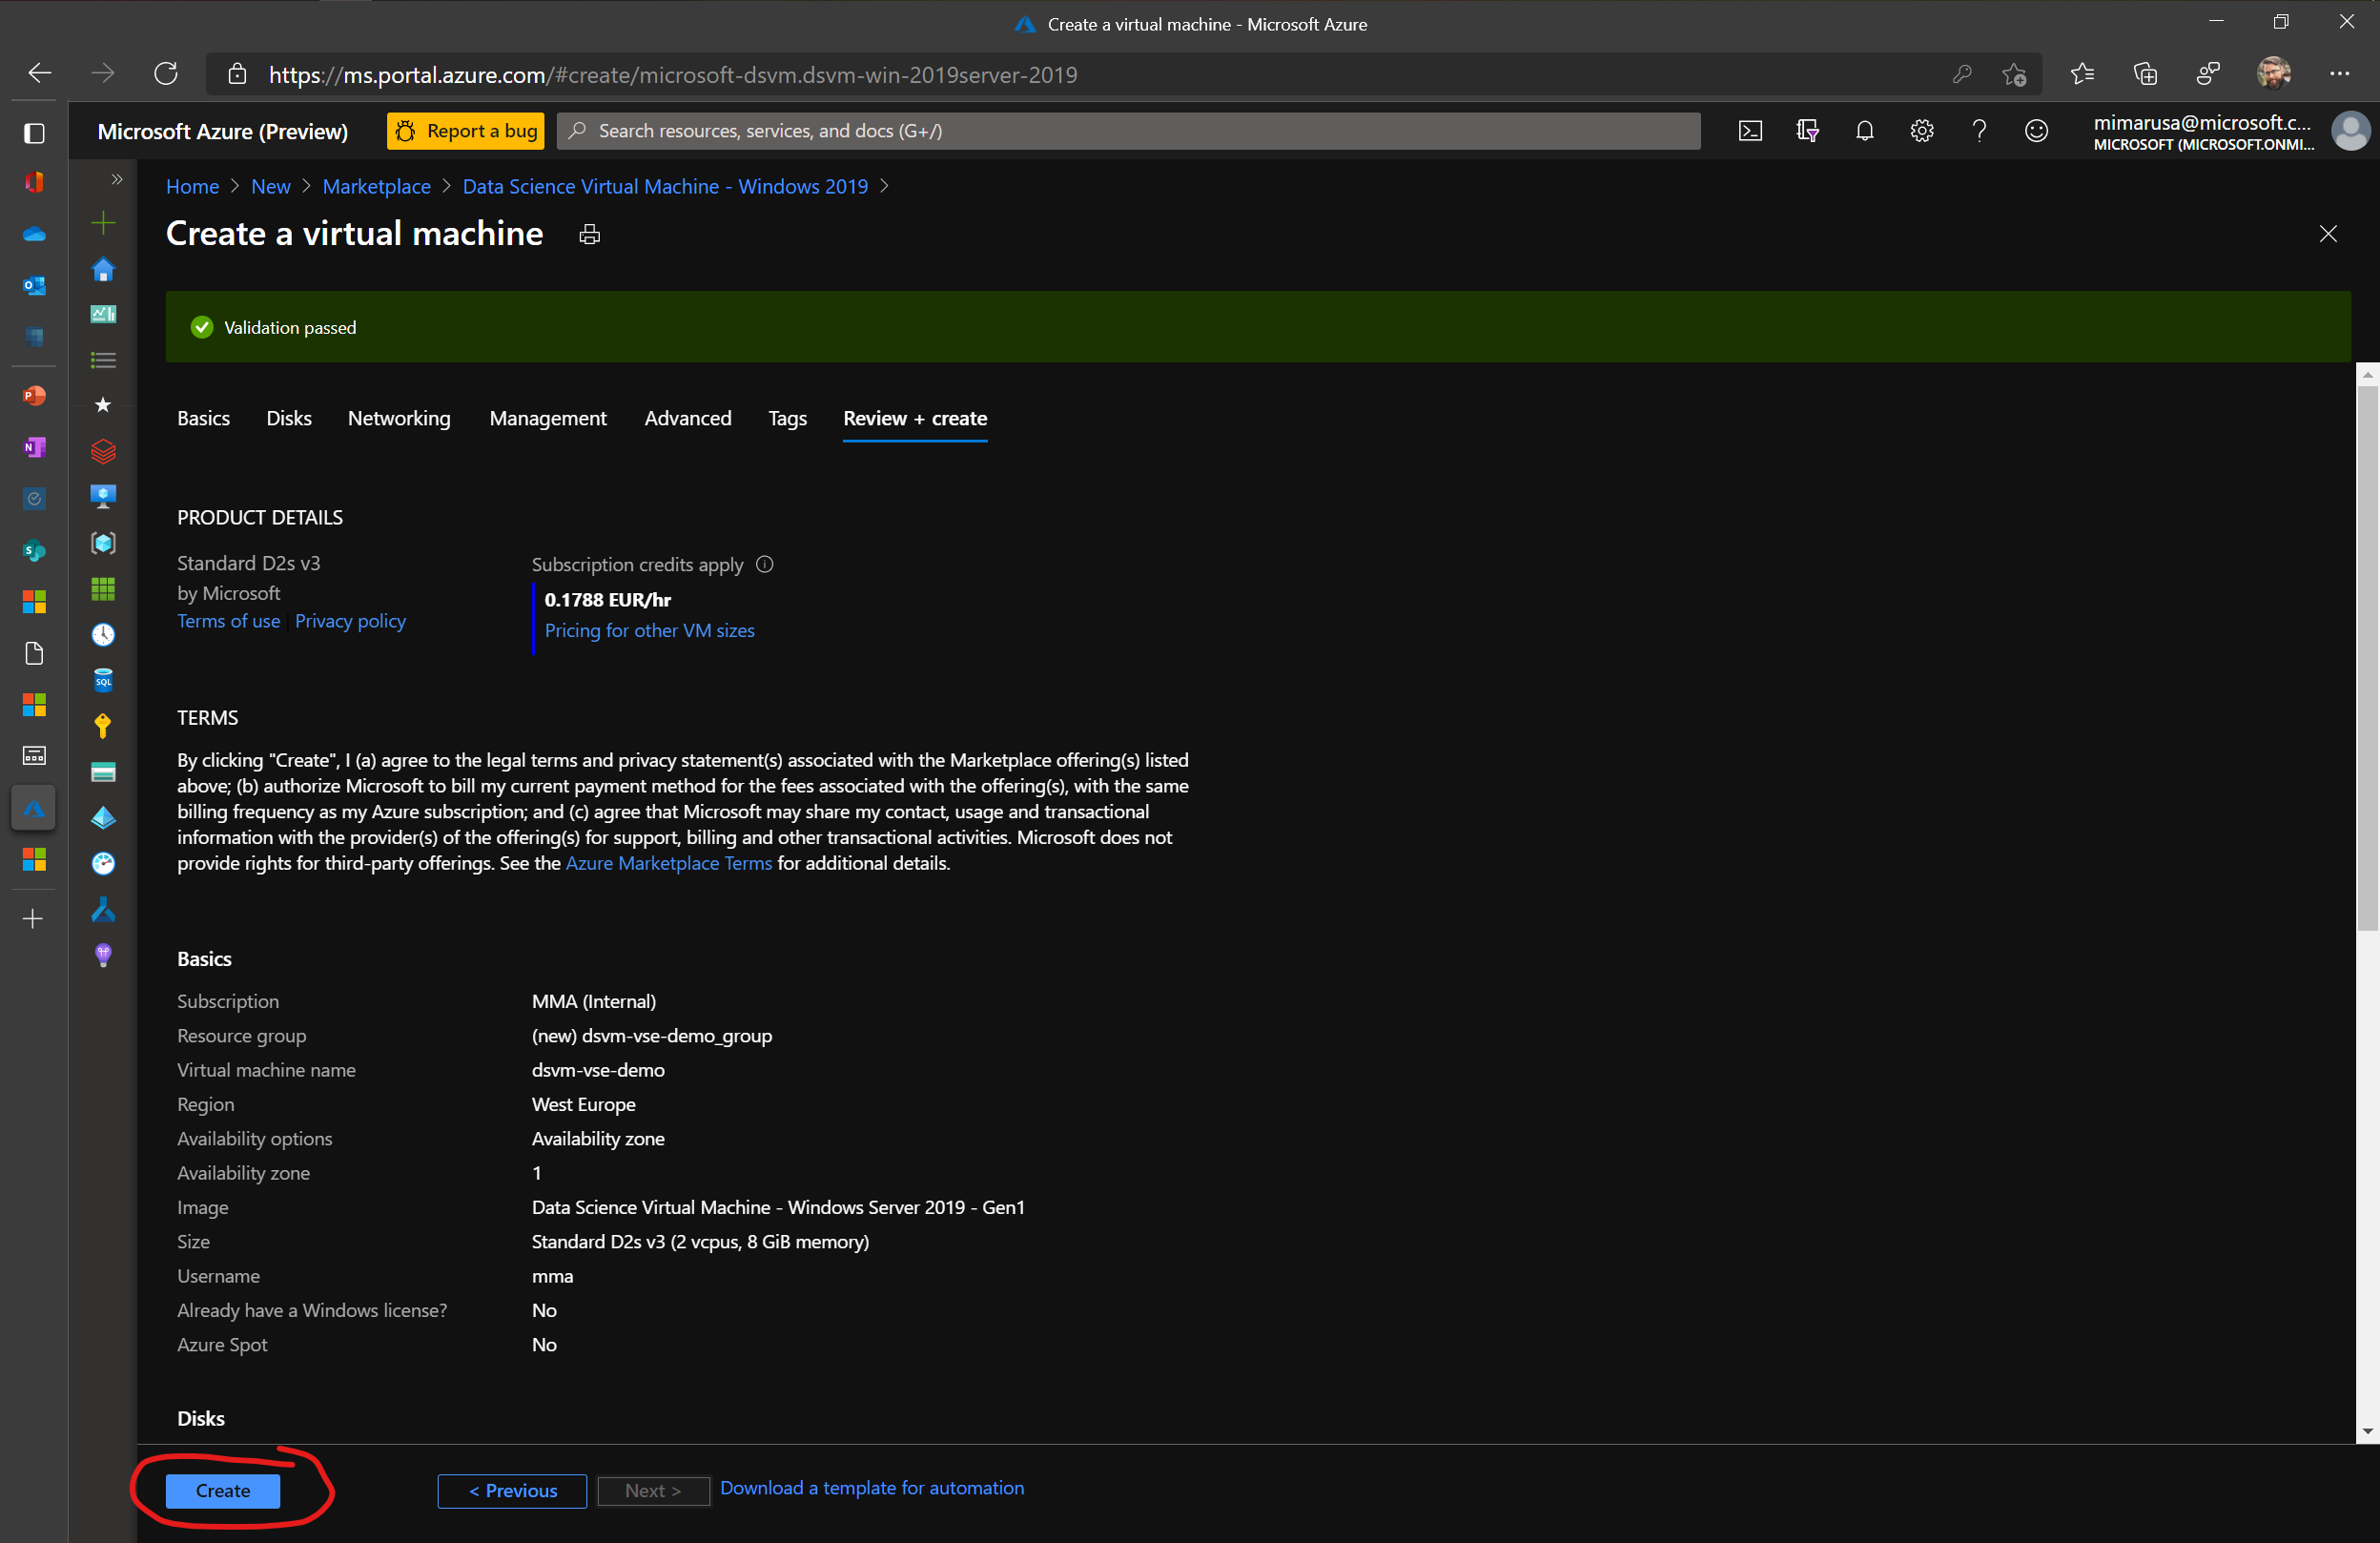 Create a virtual machine - Microsoft Azure
https://ms.portal.azure.com/#create/microsoft-dsvm.dsvm-win-2019server-2019
Microsoft Azure (Preview)
Report a bug
Search resources, services, and docs (G+/)
mimarusa@microsoft.c...
MICROSOFT (MICROSOFT.ONMI...
Home > New > Marketplace > Data Science Virtual Machine - Windows 2019 >
Create a virtual machine
Validation passed
Basics Disks Networking Management Advanced Tags Review + create
PRODUCT DETAILS
Standard D2s v3
by Microsoft
Terms of use | Privacy policy
Subscription credits apply
0.1788 EUR/hr
Pricing for other VM sizes
TERMS
By clicking "Create", I (a) agree to the legal terms and privacy statement(s) associated with the Marketplace offering(s) listed
above; (b) authorize Microsoft to bill my current payment method for the fees associated with the offering(s), with the same
billing frequency as my Azure subscription; and (c) agree that Microsoft may share my contact, usage and transactional
information with the provider(s) of the offering(s) for support, billing and other transactional activities. Microsoft does not
provide rights for third-party offerings. See the Azure Marketplace Terms for additional details.
Basics
Subscription MMA (Internal)
Resource group (new) dsvm-vse-demo_group
Virtual machine name dsvm-vse-demo
Region West Europe
Availability options Availability zone
Availability zone 1
Image Data Science Virtual Machine - Windows Server 2019 - Gen1
Size Standard D2s v3 (2 vcpus, 8 GiB memory)
Username mma
Already have a Windows license? No
Azure Spot No
Disks
Create
< Previous
Next >
Download a template for automation